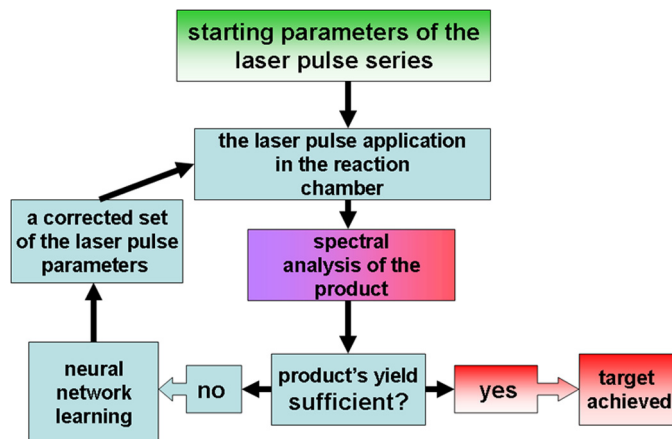 starting parameters of the
laser pulse series
the laser pulse application
in the reaction
chamber
a corrected set
of the laser pulse
parameters
spectral
analysis of the
product
neural
network
learning
no
product's yield
sufficient?
yes
target
achieved